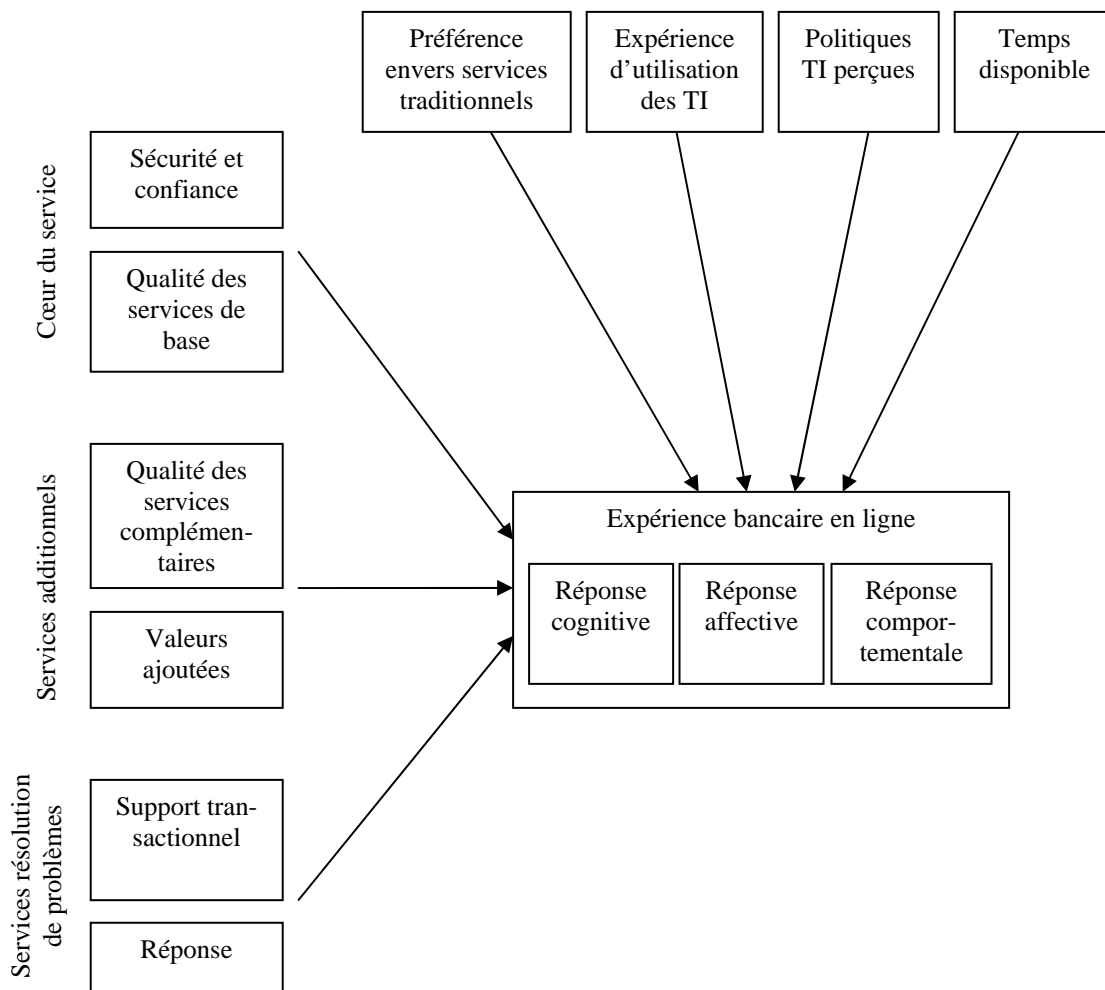 Préférence
envers services
traditionnels
Expérience
d’utilisation
des TI
Politiques
TI perçues
Temps
disponible
Cœur du service
Sécurité et
confiance
Qualité des
services de
base
Services additionnels
Qualité des
services
complémen-
taires
Valeurs
ajoutées
Expérience bancaire en ligne
Réponse
cognitive
Réponse
affective
Réponse
compor-
tementale
Services résolution
de problèmes
Support tran-
sactionnel
Réponse